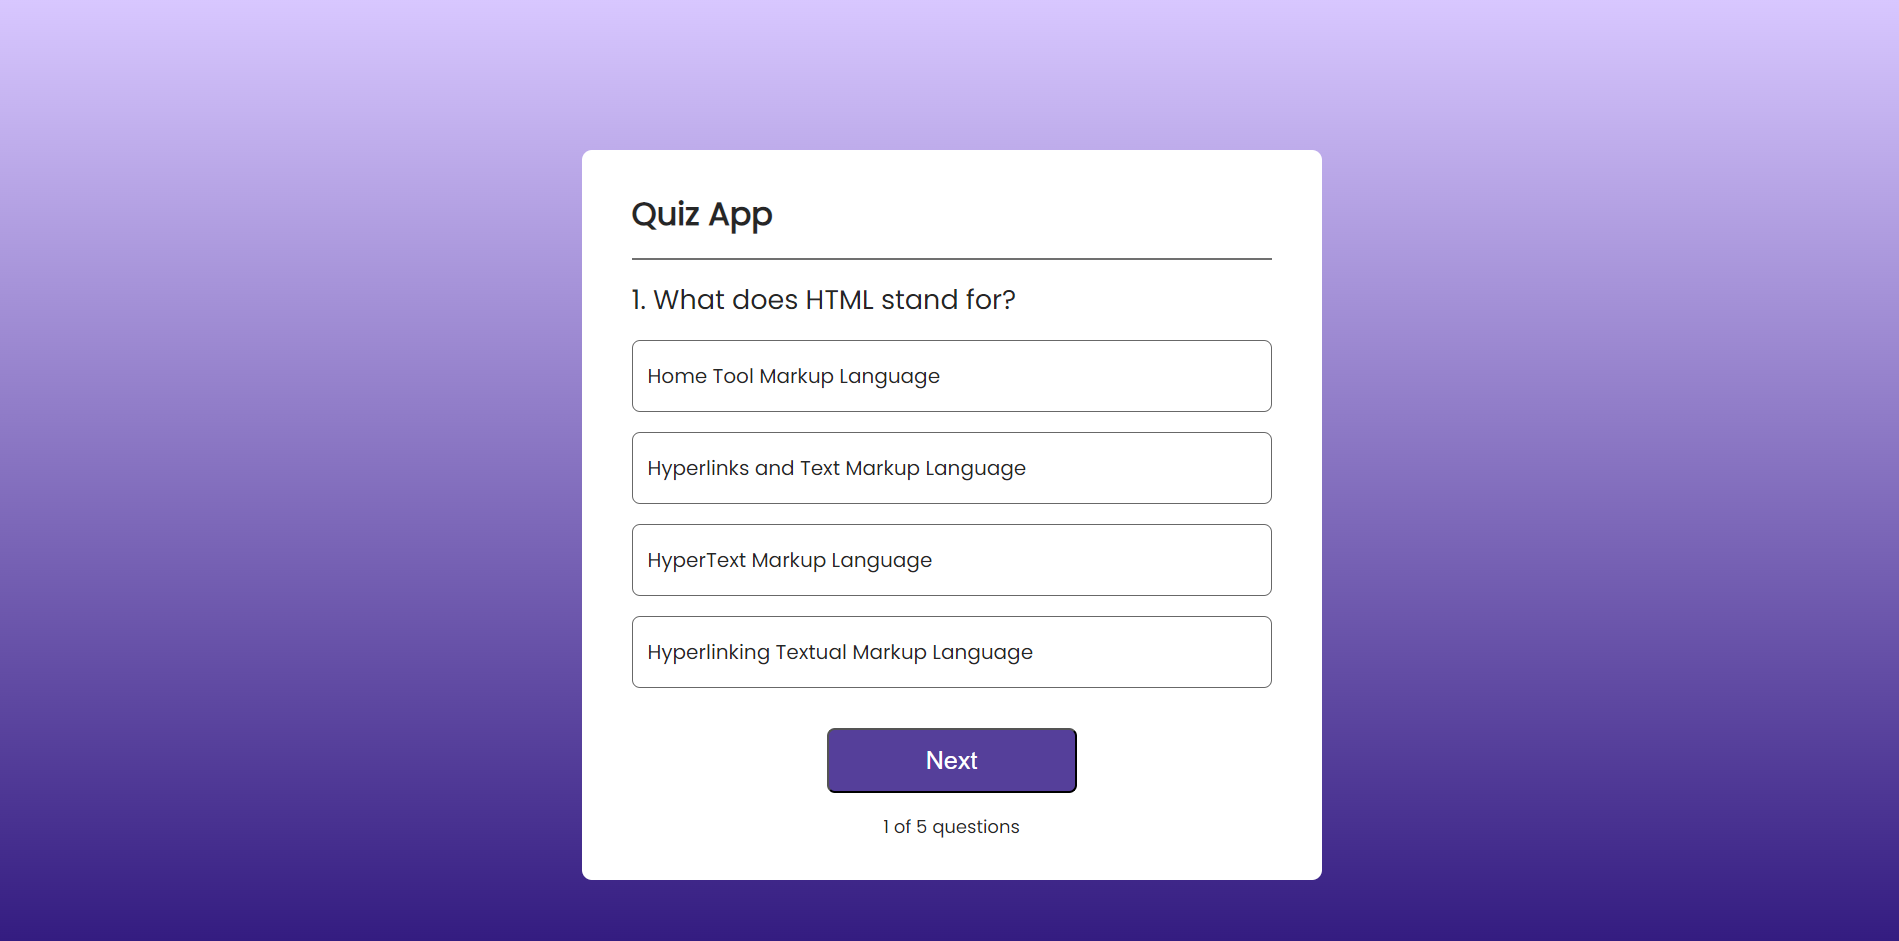 Quiz App
1. What does HTML stand for?
Home Tool Markup Language
Hyperlinks and Text Markup Language
HyperText Markup Language
Hyperlinking Textual Markup Language
Next
1 of 5 questions